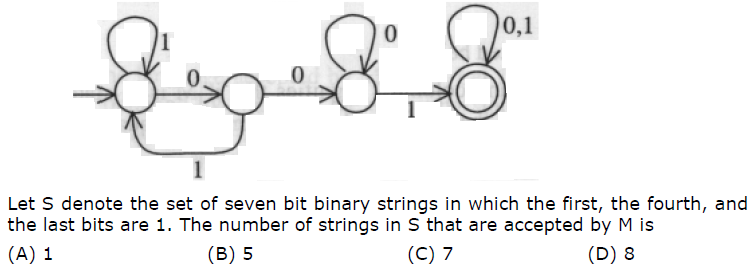 1
0
0
0
1
0,1
1
Let S denote the set of seven bit binary strings in which the first, the fourth, and
the last bits are 1. The number of strings in S that are accepted by M is
(A) 1 (B) 5 (C) 7 (D) 8